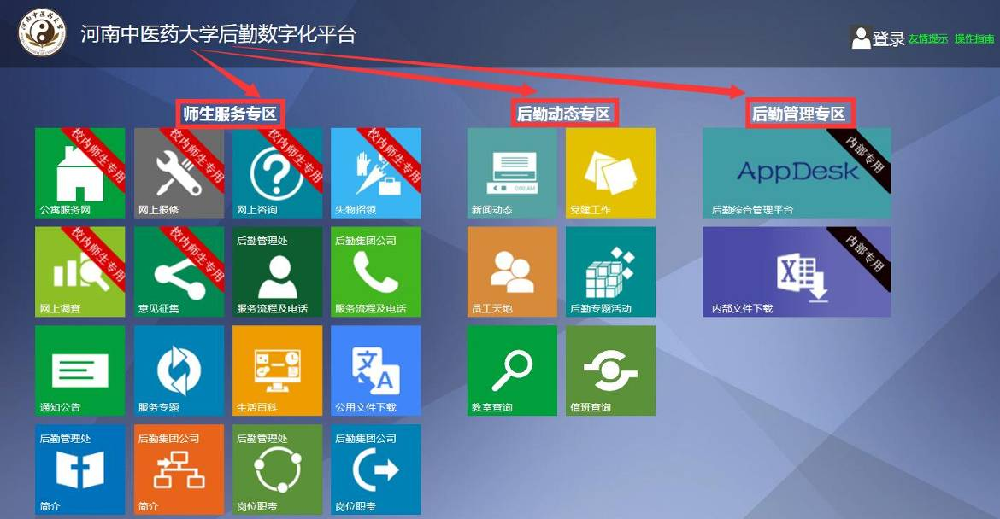 河南中医药大学后勤数字化平台
登录 友情提示 操作指南
师生服务专区
后勤动态专区
后勤管理专区
校内师生专用
公寓服务网
校内师生专用
网上报修
校内师生专用
网上咨询
校内师生专用
失物招领
新闻动态
党建工作
AppDesk
内部专用
后勤综合管理平台
校内师生专用
网上调查
校内师生专用
意见征集
后勤管理处
服务流程及电话
后勤集团公司
服务流程及电话
员工天地
后勤专题活动
内部专用
内部文件下载
通知公告
服务专题
生活百科
文 A
公用文件下载
教室查询
值班查询
后勤管理处
简介
后勤集团公司
简介
后勤管理处
岗位职责
后勤集团公司
岗位职责